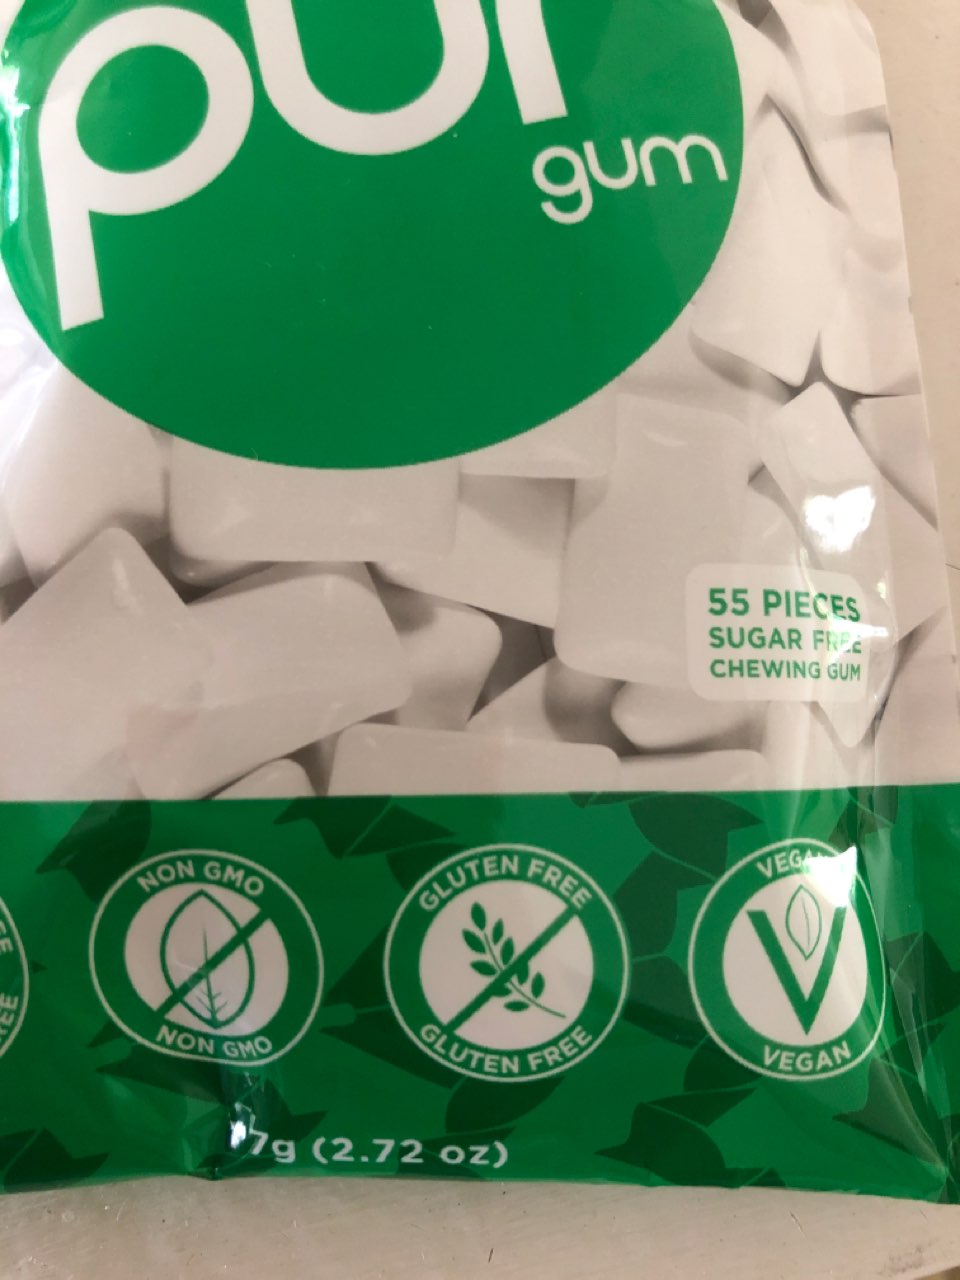 pur
gum
55 PIECES
SUGAR FREE
CHEWING GUM
NON GMO
NON GMO
GLUTEN FREE
GLUTEN FREE
VEGAN
VEGAN
77g (2.72 oz)